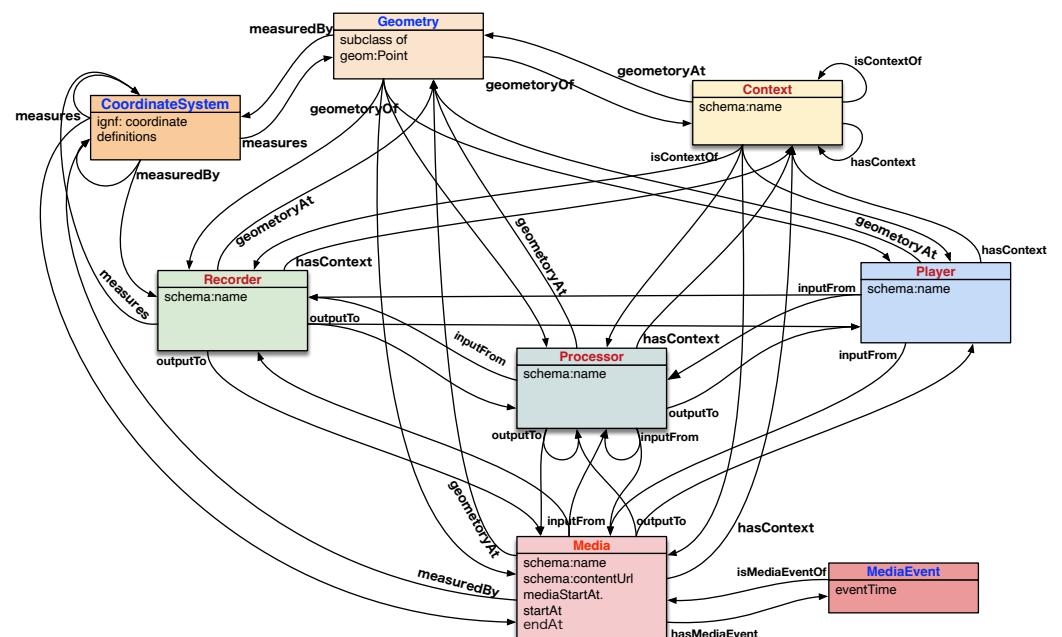 Geometry
subclass of
geom:Point
measuredBy
geometoryAt
isContextOf
Context
schema:name
geometoryOf
geometoryOf
CoordinateSystem
ignf: coordinate
definitions
measures
measures
measuredBy
isContextOf
hasContext
geometoryAt
geometoryAt
geometoryAt
hasContext
hasContext
Recorder
schema:name
Player
schema:name
measures
inputFrom
outputTo
inputFrom
hasContext
outputTo
inputFrom
Processor
schema:name
outputTo
outputTo
inputFrom
geometoryAt
inputFrom
outputTo
hasContext
Media
schema:name
schema:contentUrl
mediaStartAt.
startAt
endAt
measuredBy
isMediaEventOf
MediaEvent
eventTime
hasMediaEvent